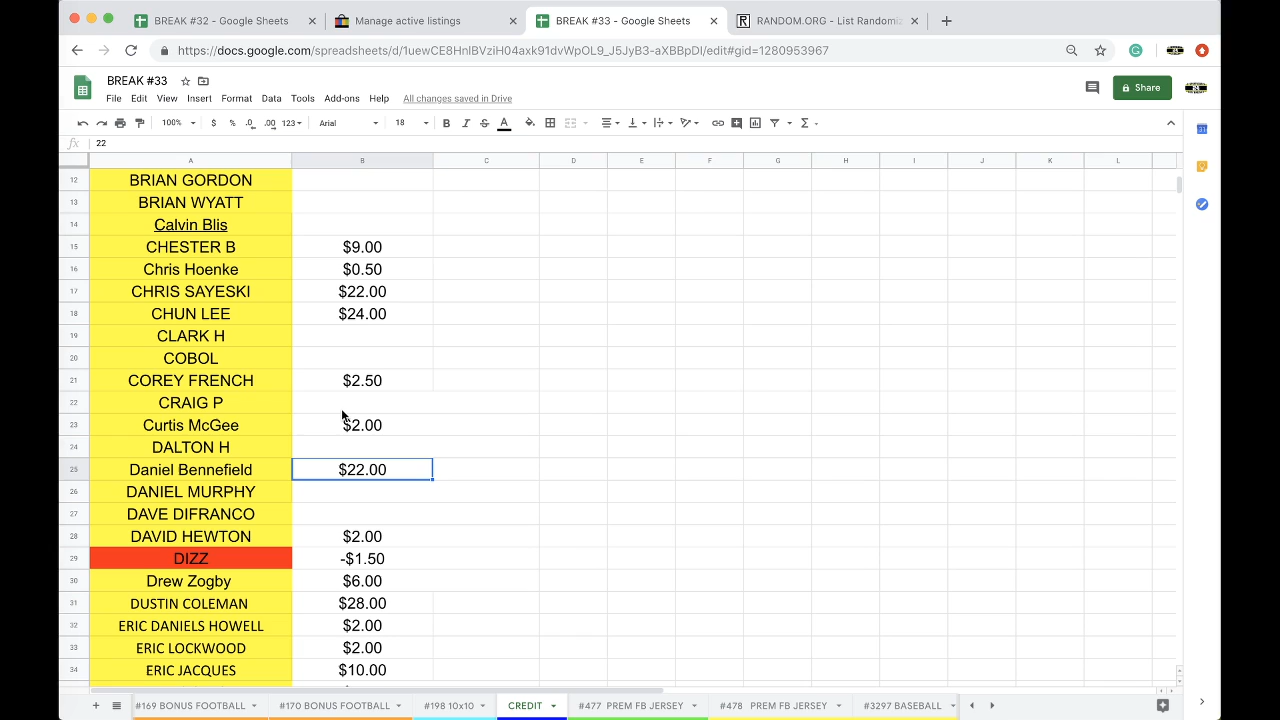 BREAK #32 - Google Sheets
Manage active listings
BREAK #33 - Google Sheets
RANDOM.ORG - List Randomiz
https://docs.google.com/spreadsheets/d/1uewCE8HnIBVziH04axk91dvWpOL9_J5JyB3-aXBBpDI/edit#gid=1280953967
BREAK #33
File Edit View Insert Format Data Tools Add-ons Help All changes saved in Drive
Share
100% $ % .0 .00 123 Arial 18 B I S A
fx 22
A B C D E F G H I J K L
12 BRIAN GORDON
13 BRIAN WYATT
14 Calvin Blis
15 CHESTER B $9.00
16 Chris Hoenke $0.50
17 CHRIS SAYESKI $22.00
18 CHUN LEE $24.00
19 CLARK H
20 COBOL
21 COREY FRENCH $2.50
22 CRAIG P
23 Curtis McGee $2.00
24 DALTON H
25 Daniel Bennefield $22.00
26 DANIEL MURPHY
27 DAVE DIFRANCO
28 DAVID HEWTON $2.00
29 DIZZ -$1.50
30 Drew Zogby $6.00
31 DUSTIN COLEMAN $28.00
32 ERIC DANIELS HOWELL $2.00
33 ERIC LOCKWOOD $2.00
34 ERIC JACQUES $10.00
#169 BONUS FOOTBALL #170 BONUS FOOTBALL #198 10x10 CREDIT #477 PREM FB JERSEY #478 PREM FB JERSEY #3297 BASEBALL